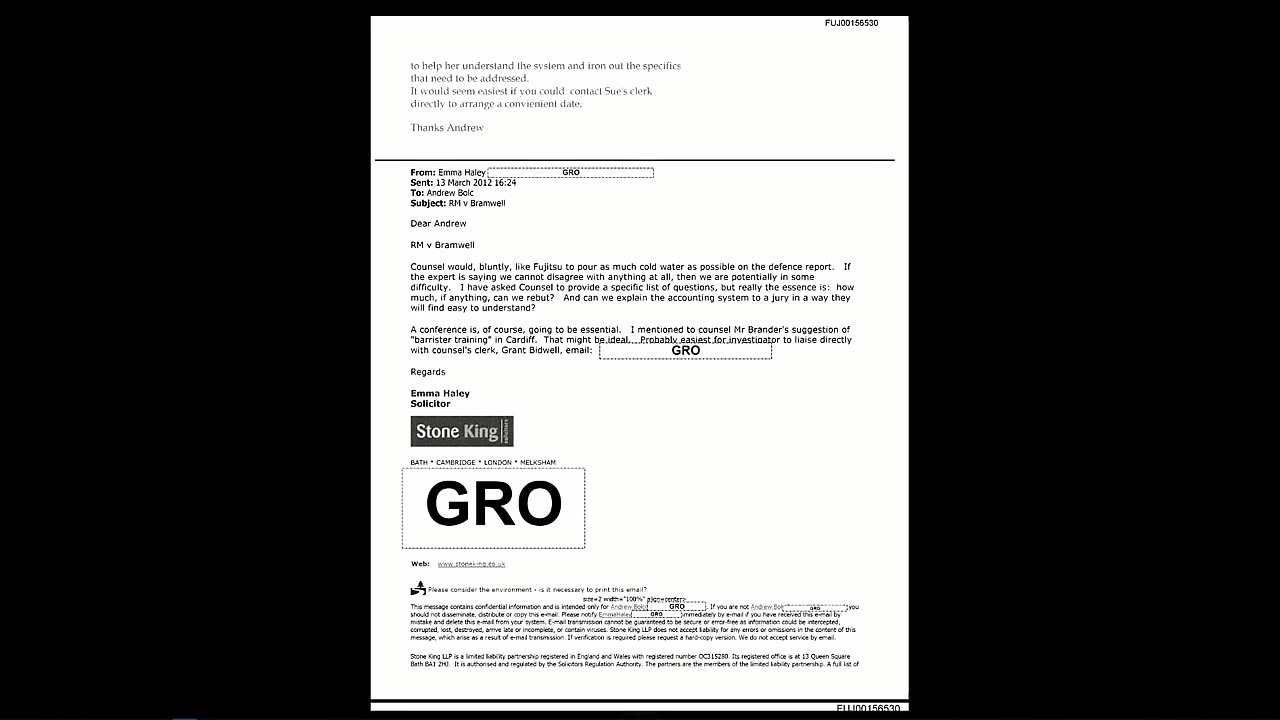 FUJ00156530
to help her understand the system and iron out the specifics
that need to be addressed.
It would seem easiest if you could contact Sue's clerk
directly to arrange a convienient date.
Thanks Andrew
From: Emma Haley GRO
Sent: 13 March 2012 16:24
To: Andrew Bolc
Subject: RM v Bramwell
Dear Andrew
RM v Bramwell
Counsel would, bluntly, like Fujitsu to pour as much cold water as possible on the defence report. If
the expert is saying we cannot disagree with anything at all, then we are potentially in some
difficulty. I have asked Counsel to provide a specific list of questions, but really the essence is: how
much, if anything, can we rebut? And can we explain the accounting system to a jury in a way they
will find easy to understand?
A conference is, of course, going to be essential. I mentioned to counsel Mr Brander's suggestion of
"barrister training" in Cardiff. That might be ideal. Probably easiest for investigator to liaise directly
with counsel's clerk, Grant Bidwell, email: GRO
Regards
Emma Haley
Solicitor
Stone King solicitors
BATH * CAMBRIDGE * LONDON * MELKSHAM
GRO
Web: www.stoneking.co.uk
Please consider the environment - is it necessary to print this email?
size=2 width="100%" align=center>
This message contains confidential information and is intended only for Andrew.Bolc GRO . If you are not Andrew.Bolc GRO you
should not disseminate, distribute or copy this e-mail. Please notify EmmaHaley GRO immediately by e-mail if you have received this e-mail by
mistake and delete this e-mail from your system. E-mail transmission cannot be guaranteed to be secure or error-free as information could be intercepted,
corrupted, lost, destroyed, arrive late or incomplete, or contain viruses. Stone King LLP does not accept liability for any errors or omissions in the content of this
message, which arise as a result of e-mail transmission. If verification is required please request a hard-copy version. We do not accept service by email.
Stone King LLP is a limited liability partnership registered in England and Wales with registered number OC315280. Its registered office is at 13 Queen Square
Bath BA1 2HJ. It is authorised and regulated by the Solicitors Regulation Authority. The partners are the members of the limited liability partnership. A full list of
FUJ00156530